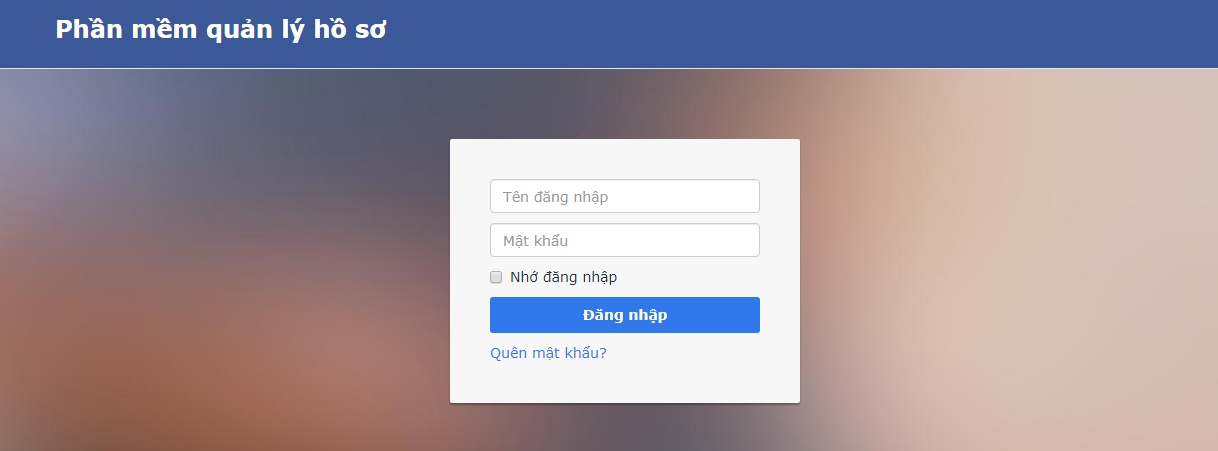 Phần mềm quản lý hồ sơ
Tên đăng nhập
Mật khẩu
Nhớ đăng nhập
Đăng nhập
Quên mật khẩu?